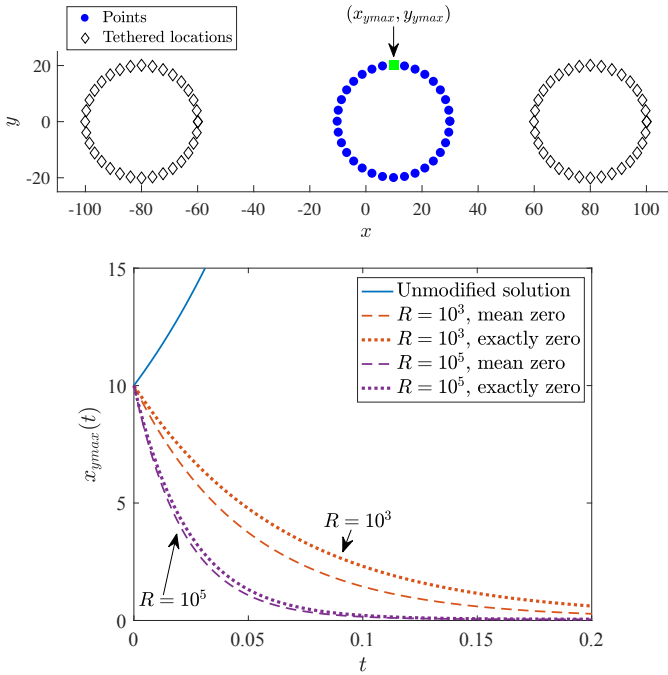 Points
Tethered locations
(x_{ymax}, y_{ymax})
20
0
-20
y
-100 -80 -60 -40 -20 0 20 40 60 80 100
x
15
10
5
0
x_{ymax}(t)
Unmodified solution
R = 10^3, mean zero
R = 10^3, exactly zero
R = 10^5, mean zero
R = 10^5, exactly zero
R = 10^3
R = 10^5
0 0.05 0.1 0.15 0.2
t